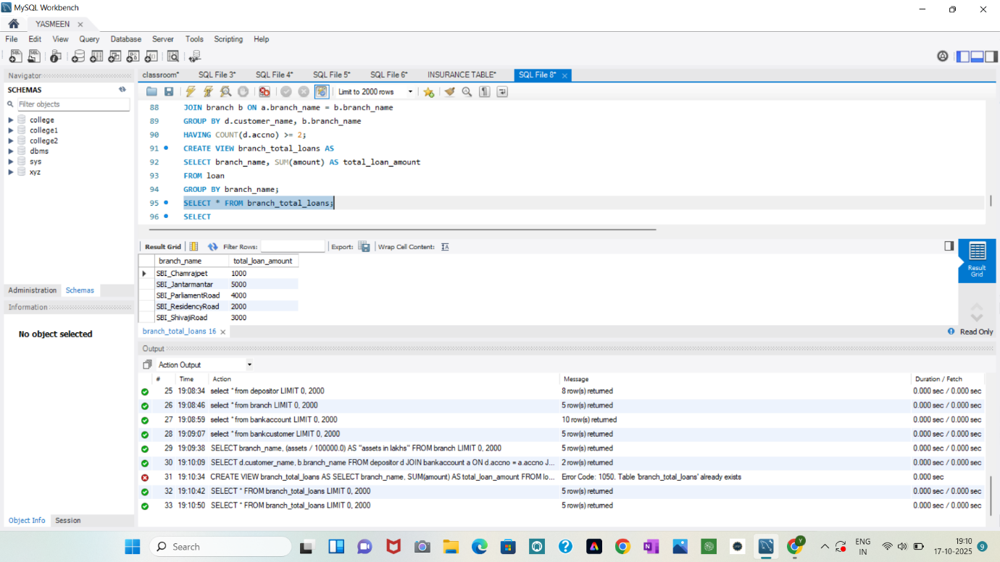 MySQL Workbench
YASMEEN
File Edit View Query Database Server Tools Scripting Help
Navigator
SCHEMAS
Filter objects
college
college1
college2
dbms
sys
xyz
Administration Schemas
Information
No object selected
Object Info Session
classroom* SQL File 3* SQL File 4* SQL File 5* SQL File 6* INSURANCE TABLE* SQL File 8*
Limit to 2000 rows
88 JOIN branch b ON a.branch_name = b.branch_name
89 GROUP BY d.customer_name, b.branch_name
90 HAVING COUNT(d.accno) >= 2;
91 CREATE VIEW branch_total_loans AS
92 SELECT branch_name, SUM(amount) AS total_loan_amount
93 FROM loan
94 GROUP BY branch_name;
95 SELECT * FROM branch_total_loans;
96 SELECT
Result Grid Filter Rows: Export: Wrap Cell Content:
branch_name total_loan_amount
SBI_Chamrajpet 1000
SBI_Jantarmantar 5000
SBI_ParliamentRoad 4000
SBI_ResidencyRoad 2000
SBI_ShivajiRoad 3000
Result
Grid
branch_total_loans 16
Read Only
Output
Action Output
# Time Action Message Duration / Fetch
25 19:08:34 select * from depositor LIMIT 0, 2000 8 row(s) returned 0.000 sec / 0.000 sec
26 19:08:46 select * from branch LIMIT 0, 2000 5 row(s) returned 0.000 sec / 0.000 sec
27 19:08:59 select * from bankaccount LIMIT 0, 2000 10 row(s) returned 0.000 sec / 0.000 sec
28 19:09:07 select * from bankcustomer LIMIT 0, 2000 5 row(s) returned 0.000 sec / 0.000 sec
29 19:09:38 SELECT branch_name, (assets / 100000.0) AS "assets in lakhs" FROM branch LIMIT 0, 2000 5 row(s) returned 0.000 sec / 0.000 sec
30 19:10:09 SELECT d.customer_name, b.branch_name FROM depositor d JOIN bankaccount a ON d.accno = a.accno J... 2 row(s) returned 0.000 sec / 0.000 sec
31 19:10:34 CREATE VIEW branch_total_loans AS SELECT branch_name, SUM(amount) AS total_loan_amount FROM lo... Error Code: 1050. Table 'branch_total_loans' already exists 0.000 sec
32 19:10:42 SELECT * FROM branch_total_loans LIMIT 0, 2000 5 row(s) returned 0.000 sec / 0.000 sec
33 19:10:50 SELECT * FROM branch_total_loans LIMIT 0, 2000 5 row(s) returned 0.000 sec / 0.000 sec
Search
ENG
IN
19:10
17-10-2025
9